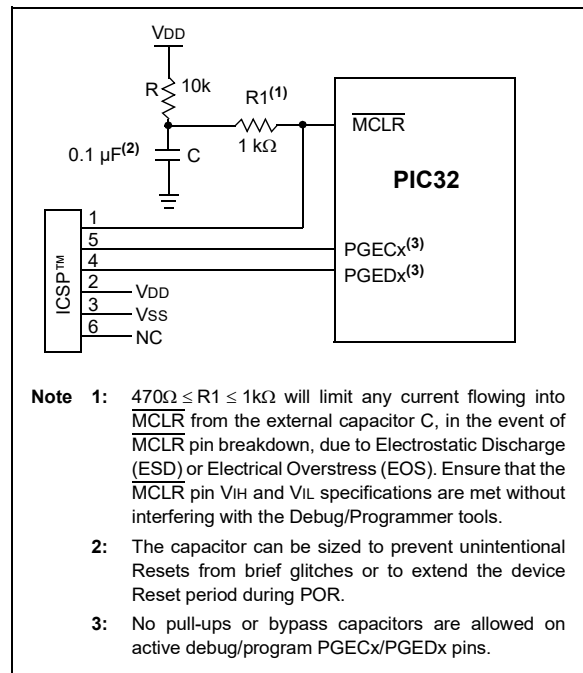 VDD
R 10k
R1(1)
0.1 µF(2) C
1 kΩ
MCLR
PIC32
ICSP™
1
5
4
2
3
6
PGECx(3)
PGEDx(3)
VDD
VSS
NC
Note 1: 470Ω ≤ R1 ≤ 1kΩ will limit any current flowing into
MCLR from the external capacitor C, in the event of
MCLR pin breakdown, due to Electrostatic Discharge
(ESD) or Electrical Overstress (EOS). Ensure that the
MCLR pin VIH and VIL specifications are met without
interfering with the Debug/Programmer tools.
2: The capacitor can be sized to prevent unintentional
Resets from brief glitches or to extend the device
Reset period during POR.
3: No pull-ups or bypass capacitors are allowed on
active debug/program PGECx/PGEDx pins.